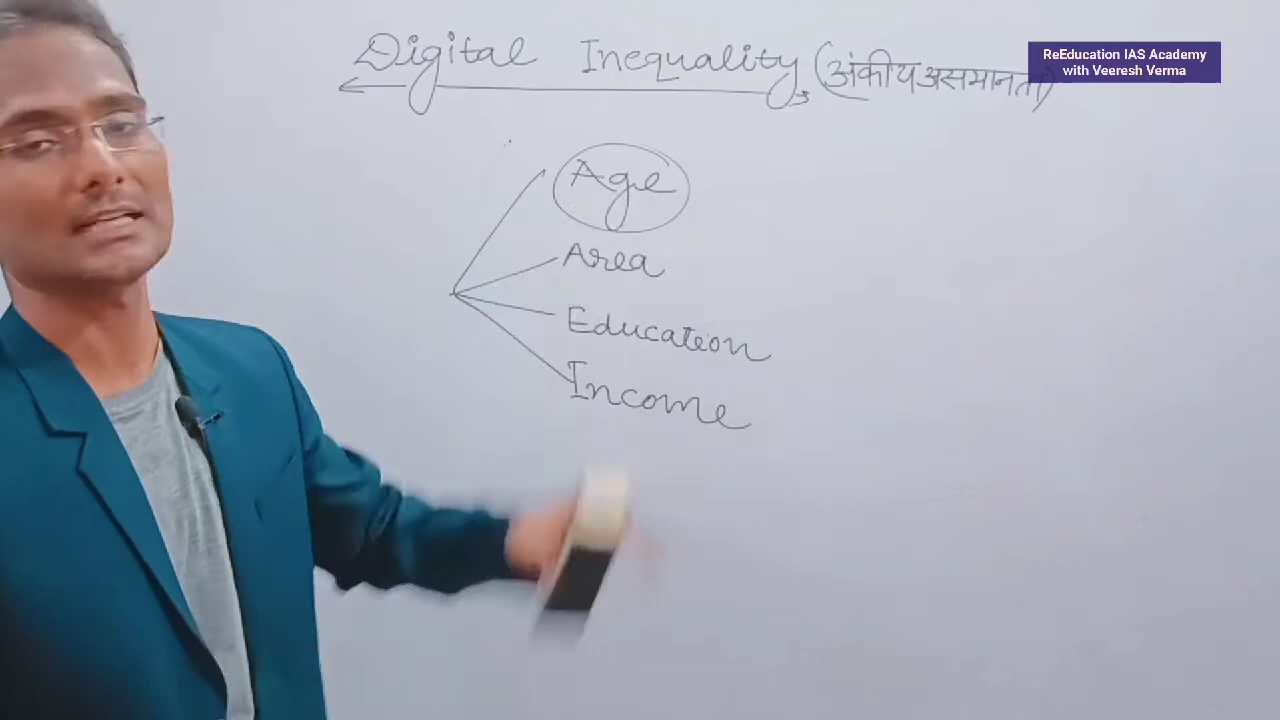 Digital Inequality, (अंकीय असमानता)
ReEducation IAS Academy
with Veeresh Verma
Age
Area
Education
Income